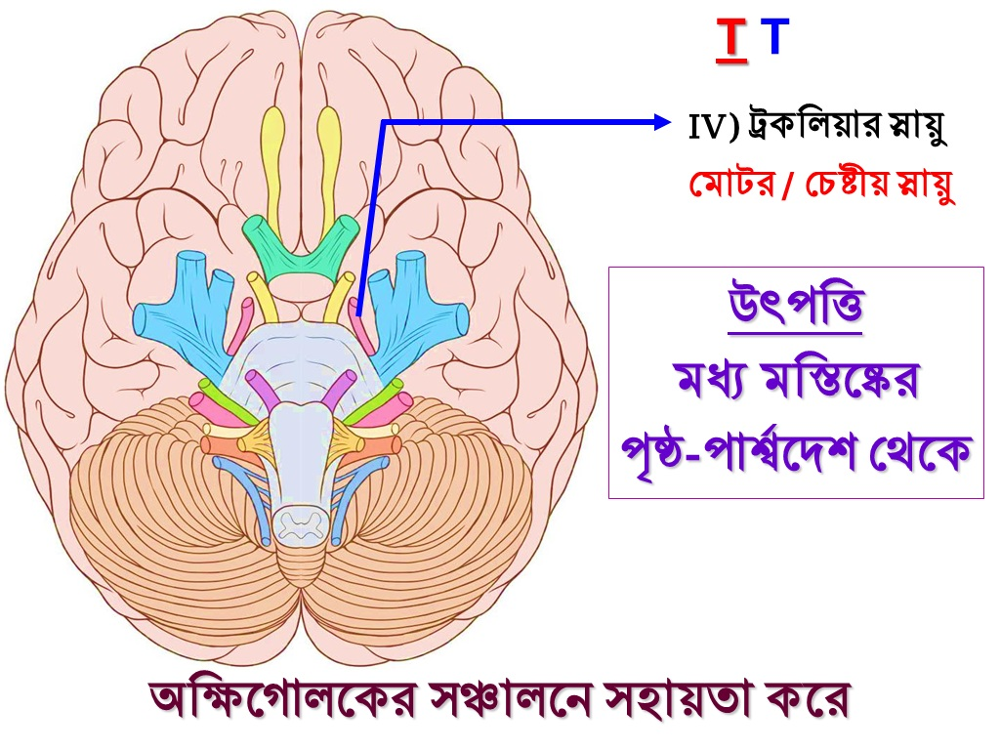 T T
IV) ট্রকলিয়ার স্নায়ু
মোটর / চেষ্টীয় স্নায়ু
উৎপত্তি
মধ্য মস্তিষ্কের
পৃষ্ঠ-পার্শ্বদেশ থেকে
অক্ষিগোলকের সঞ্চালনে সহায়তা করে